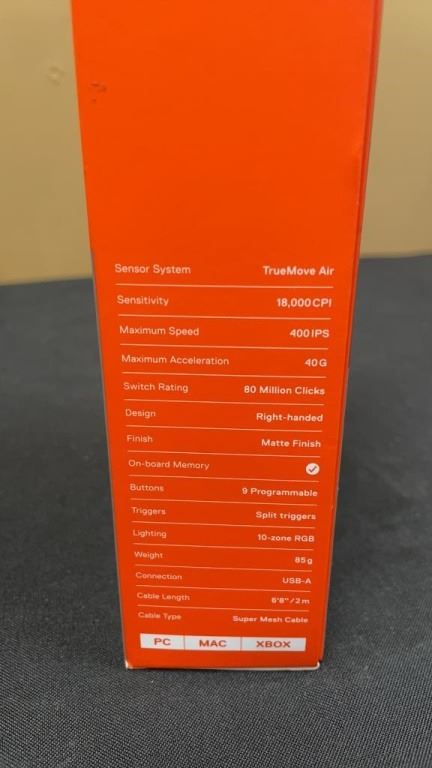 Sensor System TrueMove Air
Sensitivity 18,000 CPI
Maximum Speed 400 IPS
Maximum Acceleration 40 G
Switch Rating 80 Million Clicks
Design Right-handed
Finish Matte Finish
On-board Memory
Buttons 9 Programmable
Triggers Split triggers
Lighting 10-zone RGB
Weight 85 g
Connection USB-A
Cable Length 6'8" / 2 m
Cable Type Super Mesh Cable
PC MAC XBOX